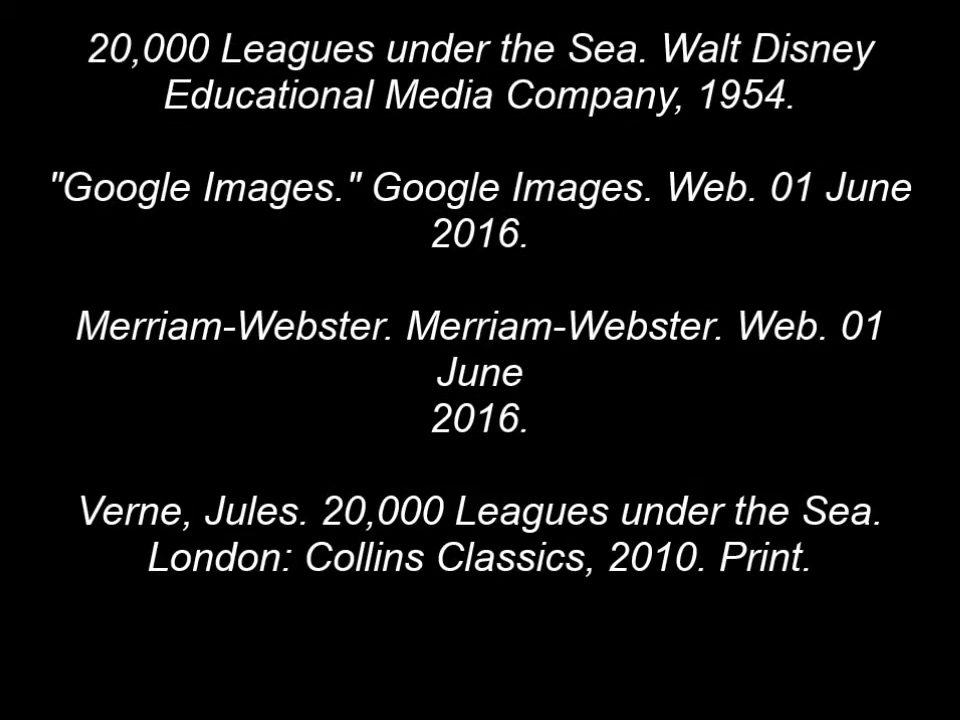 20,000 Leagues under the Sea. Walt Disney
Educational Media Company, 1954.
"Google Images." Google Images. Web. 01 June
2016.
Merriam-Webster. Merriam-Webster. Web. 01
June
2016.
Verne, Jules. 20,000 Leagues under the Sea.
London: Collins Classics, 2010. Print.